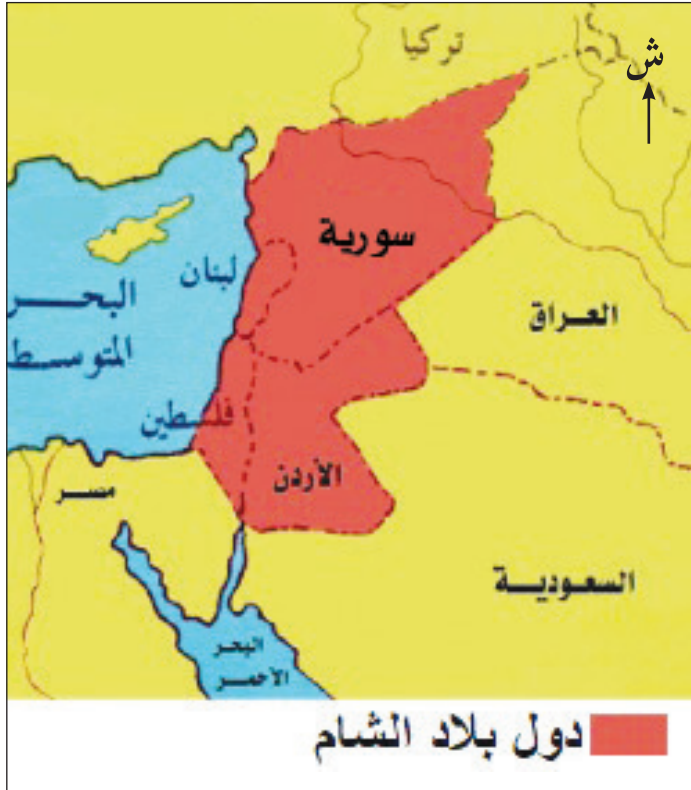 تركيا
ش
سورية
لبنان
البحر
المتوسط
العراق
فلسطين
الأردن
مصر
السعودية
البحر
الأحمر
دول بلاد الشام